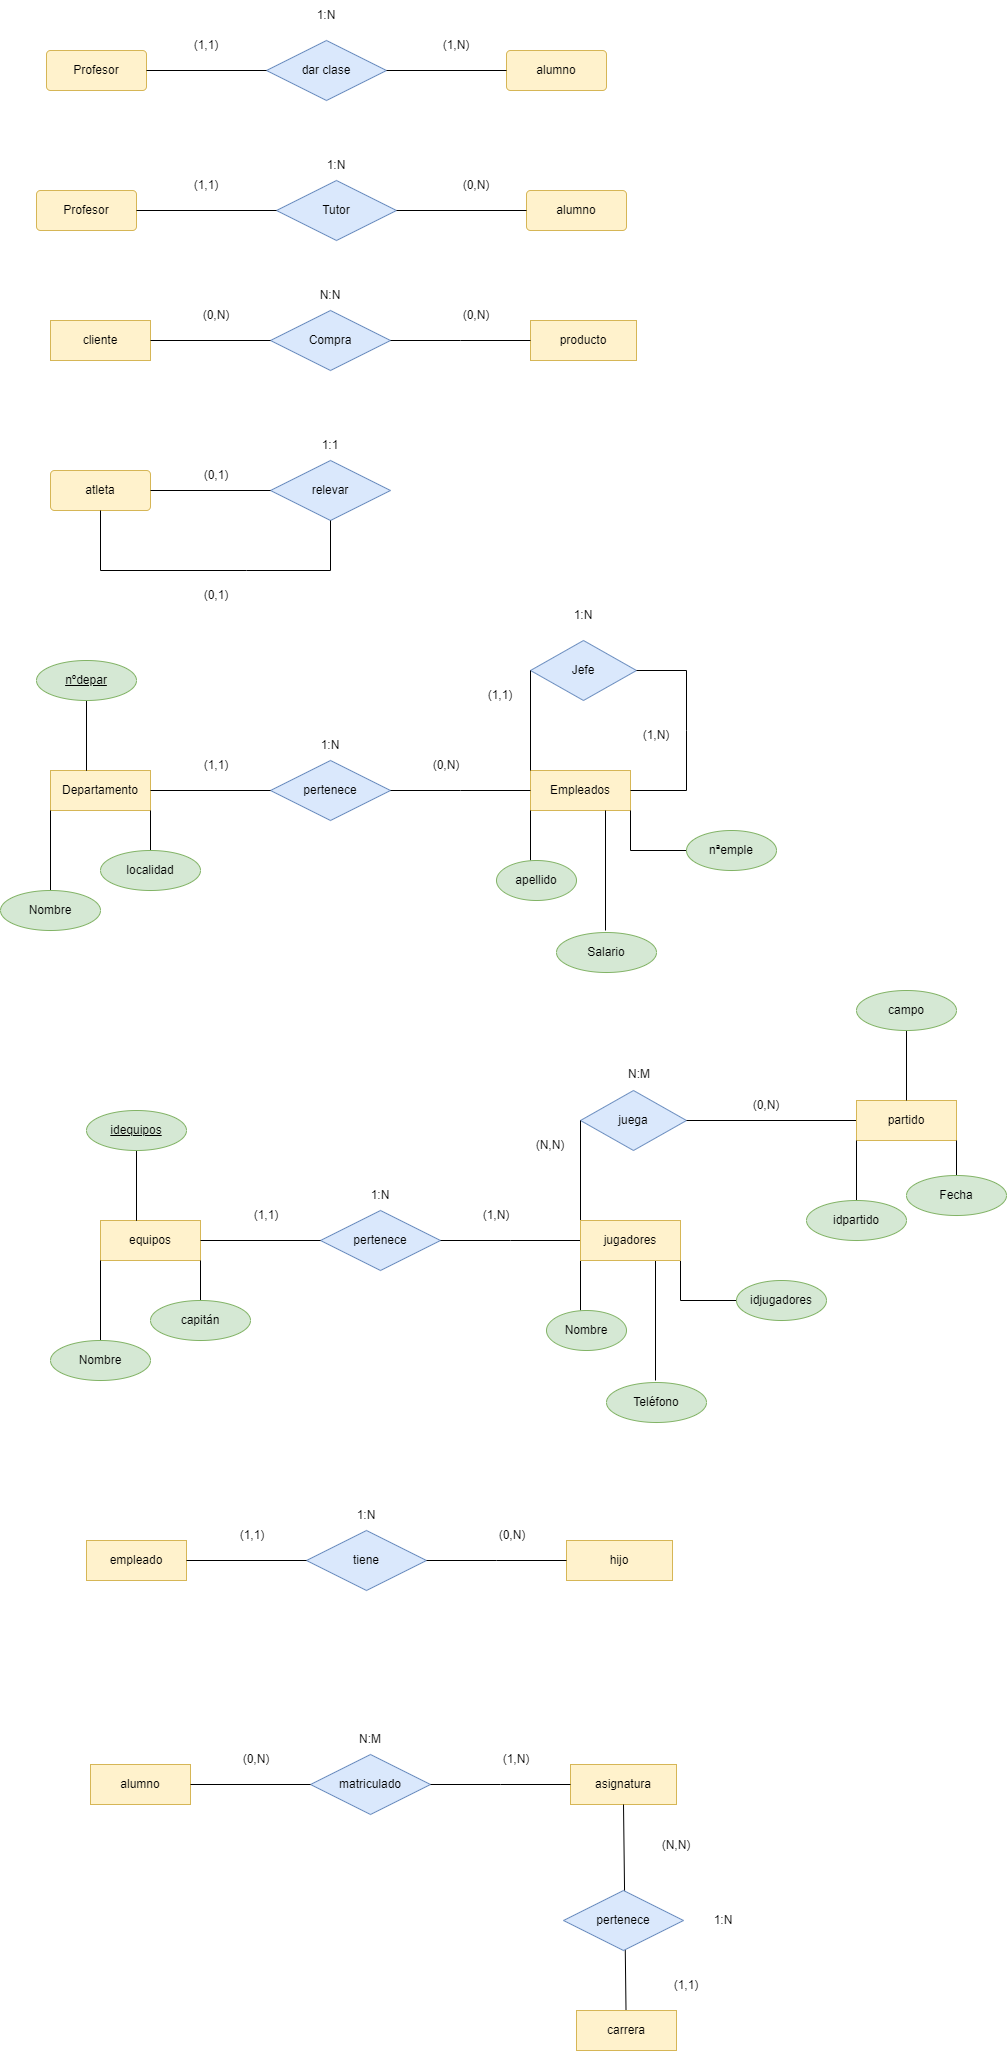 1:N
(1,1)
(1,N)
Profesor
dar clase
alumno
1:N
(1,1)
(0,N)
Profesor
Tutor
alumno
N:N
(0,N)
(0,N)
cliente
Compra
producto
1:1
(0,1)
atleta
relevar
(0,1)
1:N
Jefe
nºdepar
(1,1)
(1,N)
1:N
(1,1)
(0,N)
Departamento
pertenece
Empleados
nªemple
localidad
apellido
Nombre
Salario
campo
N:M
(0,N)
juega
partido
idequipos
(N,N)
1:N
Fecha
(1,1)
(1,N)
idpartido
equipos
pertenece
jugadores
idjugadores
capitán
Nombre
Nombre
Teléfono
1:N
(1,1)
(0,N)
empleado
tiene
hijo
N:M
(0,N)
(1,N)
alumno
matriculado
asignatura
(N,N)
pertenece
1:N
(1,1)
carrera